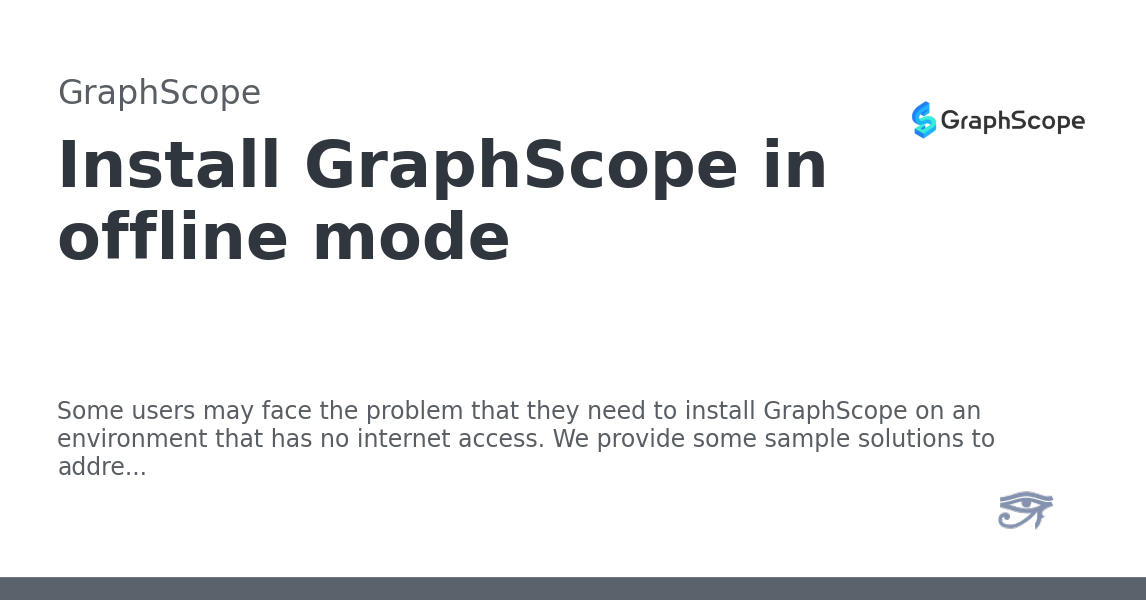 GraphScope
GraphScope
Install GraphScope in
offline mode
Some users may face the problem that they need to install GraphScope on an
environment that has no internet access. We provide some sample solutions to
addre...